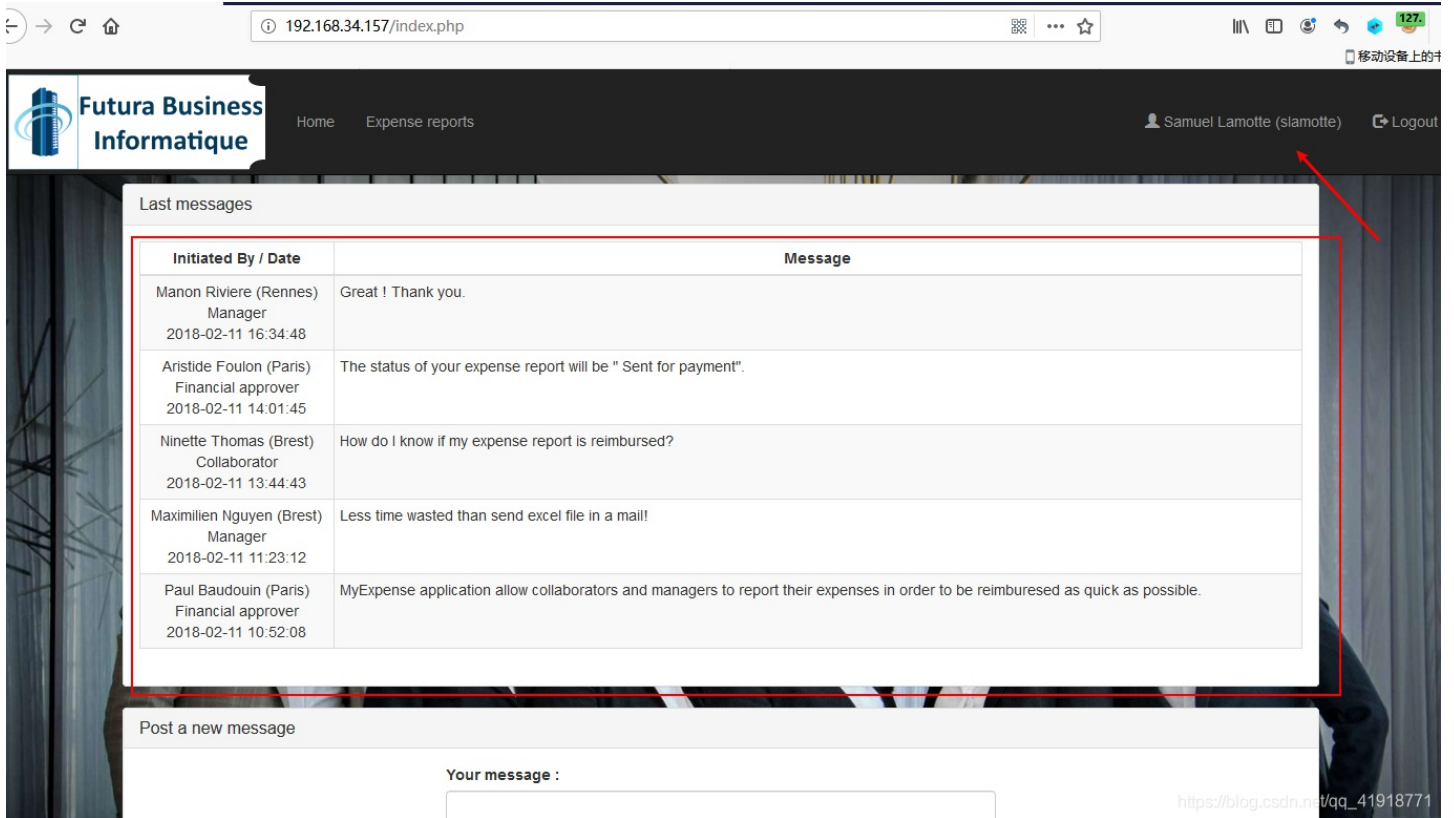 192.168.34.157/index.php
127.
移动设备上的
Futura Business
Informatique
Home
Expense reports
Samuel Lamotte (slamotte)
Logout
Last messages
Initiated By / Date
Message
Manon Riviere (Rennes)
Manager
2018-02-11 16:34:48
Great ! Thank you.
Aristide Foulon (Paris)
Financial approver
2018-02-11 14:01:45
The status of your expense report will be " Sent for payment".
Ninette Thomas (Brest)
Collaborator
2018-02-11 13:44:43
How do I know if my expense report is reimbursed?
Maximilien Nguyen (Brest)
Manager
2018-02-11 11:23:12
Less time wasted than send excel file in a mail!
Paul Baudouin (Paris)
Financial approver
2018-02-11 10:52:08
MyExpense application allow collaborators and managers to report their expenses in order to be reimburesed as quick as possible.
Post a new message
Your message :
https://blog.csdn.net/qq_41918771